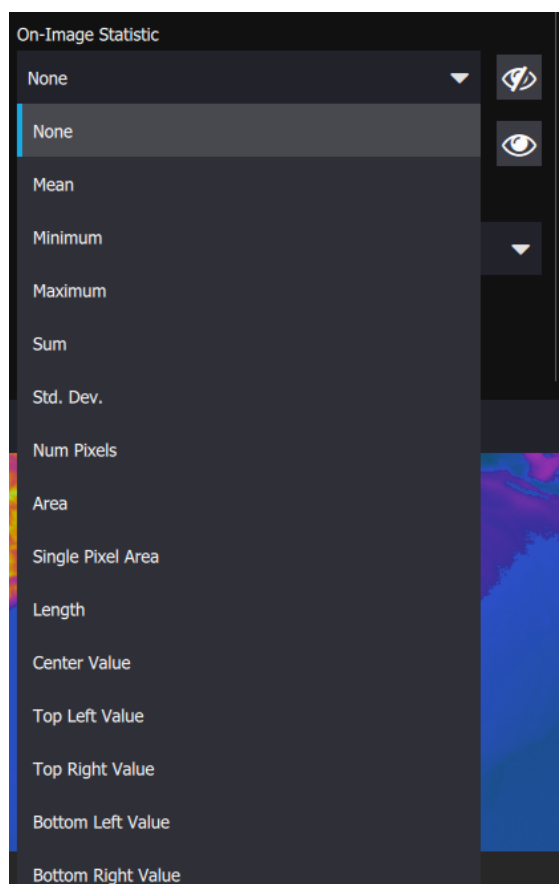 On-Image Statistic
None
None
Mean
Minimum
Maximum
Sum
Std. Dev.
Num Pixels
Area
Single Pixel Area
Length
Center Value
Top Left Value
Top Right Value
Bottom Left Value
Bottom Right Value